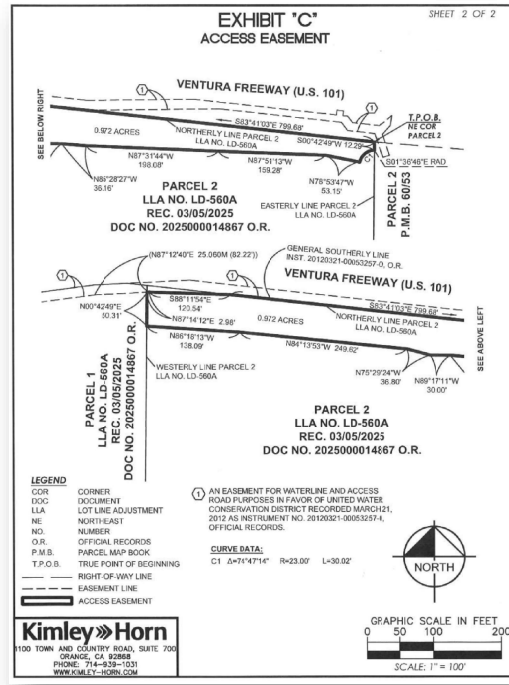 EXHIBIT "C"
ACCESS EASEMENT
SHEET 2 OF 2
VENTURA FREEWAY (U.S. 101)
1
1
S83°41'03"E 799.68'
NORTHERLY LINE PARCEL 2
LLA NO. LD-560A
0.972 ACRES
S00°42'49"W 12.29'
T.P.O.B.
NE COR
PARCEL 2
C1
S01°36'46"E RAD
SEE BELOW RIGHT
N87°31'44"W
198.08'
N87°51'13"W
159.28'
N78°53'47"W
53.15'
N86°28'27"W
36.16'
PARCEL 2
LLA NO. LD-560A
REC. 03/05/2025
DOC NO. 2025000014867 O.R.
EASTERLY LINE PARCEL 2
LLA NO. LD-560A
PARCEL 2
P.M.B. 60/53
(N87°12'40"E 25.060M (82.22'))
GENERAL SOUTHERLY LINE
INST. 20120321-00053257-0, O.R.
1
1
VENTURA FREEWAY (U.S. 101)
N00°42'49"E
50.31'
S88°11'54"E
120.54'
S83°41'03"E 799.68'
NORTHERLY LINE PARCEL 2
LLA NO. LD-560A
N87°14'12"E 2.98'
0.972 ACRES
N86°18'13"W
138.09'
N84°13'53"W 249.62'
SEE ABOVE LEFT
WESTERLY LINE PARCEL 2
LLA NO. LD-560A
N75°29'24"W
36.80'
N89°17'11"W
30.00'
PARCEL 1
LLA NO. LD-560A
REC. 03/05/2025
DOC NO. 2025000014867 O.R.
PARCEL 2
LLA NO. LD-560A
REC. 03/05/2025
DOC NO. 2025000014867 O.R.
LEGEND
COR CORNER
DOC DOCUMENT
LLA LOT LINE ADJUSTMENT
NE NORTHEAST
NO. NUMBER
O.R. OFFICIAL RECORDS
P.M.B. PARCEL MAP BOOK
T.P.O.B. TRUE POINT OF BEGINNING
RIGHT-OF-WAY LINE
EASEMENT LINE
ACCESS EASEMENT
1 AN EASEMENT FOR WATERLINE AND ACCESS
ROAD PURPOSES IN FAVOR OF UNITED WATER
CONSERVATION DISTRICT RECORDED MARCH 21,
2012 AS INSTRUMENT NO. 20120321-00053257-1,
OFFICIAL RECORDS.
CURVE DATA:
C1 Δ=74°47'14" R=23.00' L=30.02'
NORTH
Kimley»Horn
1100 TOWN AND COUNTRY ROAD, SUITE 700
ORANGE, CA 92868
PHONE: 714-939-1031
WWW.KIMLEY-HORN.COM
GRAPHIC SCALE IN FEET
0 50 100 200
SCALE: 1" = 100'